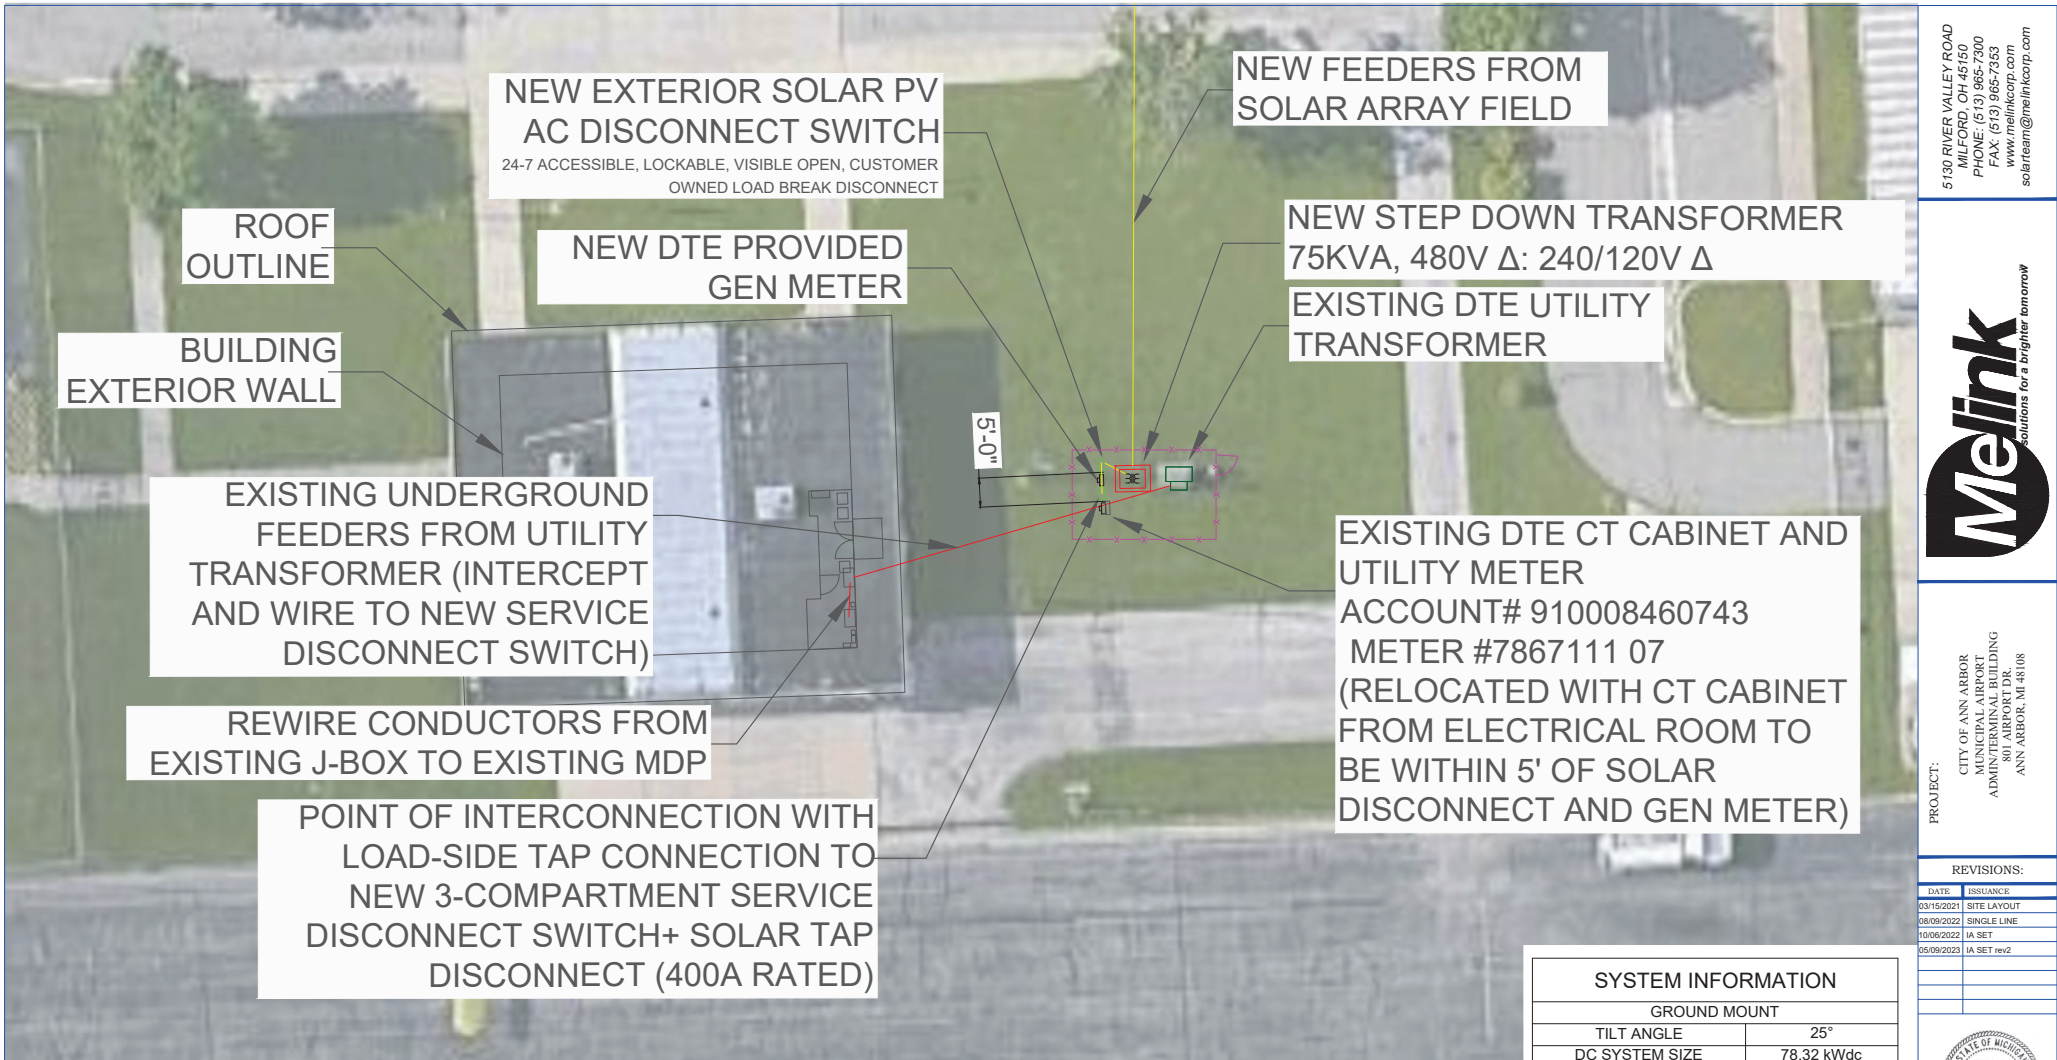 NEW EXTERIOR SOLAR PV
AC DISCONNECT SWITCH
24-7 ACCESSIBLE, LOCKABLE, VISIBLE OPEN, CUSTOMER
OWNED LOAD BREAK DISCONNECT
NEW FEEDERS FROM
SOLAR ARRAY FIELD
ROOF
OUTLINE
NEW DTE PROVIDED
GEN METER
NEW STEP DOWN TRANSFORMER
75KVA, 480V Δ: 240/120V Δ
EXISTING DTE UTILITY
TRANSFORMER
BUILDING
EXTERIOR WALL
5'-0"
EXISTING UNDERGROUND
FEEDERS FROM UTILITY
TRANSFORMER (INTERCEPT
AND WIRE TO NEW SERVICE
DISCONNECT SWITCH)
EXISTING DTE CT CABINET AND
UTILITY METER
ACCOUNT# 910008460743
METER #7867111 07
(RELOCATED WITH CT CABINET
FROM ELECTRICAL ROOM TO
BE WITHIN 5' OF SOLAR
DISCONNECT AND GEN METER)
REWIRE CONDUCTORS FROM
EXISTING J-BOX TO EXISTING MDP
POINT OF INTERCONNECTION WITH
LOAD-SIDE TAP CONNECTION TO
NEW 3-COMPARTMENT SERVICE
DISCONNECT SWITCH+ SOLAR TAP
DISCONNECT (400A RATED)
SYSTEM INFORMATION
GROUND MOUNT
TILT ANGLE 25°
DC SYSTEM SIZE 78.32 kWdc
5130 RIVER VALLEY ROAD
MILFORD, OH 45150
PHONE: (513) 965-7300
FAX: (513) 965-7353
www.melinkcorp.com
solarteam@melinkcorp.com
Melink
solutions for a brighter tomorrow
PROJECT:
CITY OF ANN ARBOR
MUNICIPAL AIRPORT
ADMIN/TERMINAL BUILDING
801 AIRPORT DR.
ANN ARBOR, MI 48108
REVISIONS:
DATE ISSUANCE
03/15/2021 SITE LAYOUT
08/09/2022 SINGLE LINE
10/06/2022 IA SET
05/09/2023 IA SET rev2
STATE OF MICHIGAN